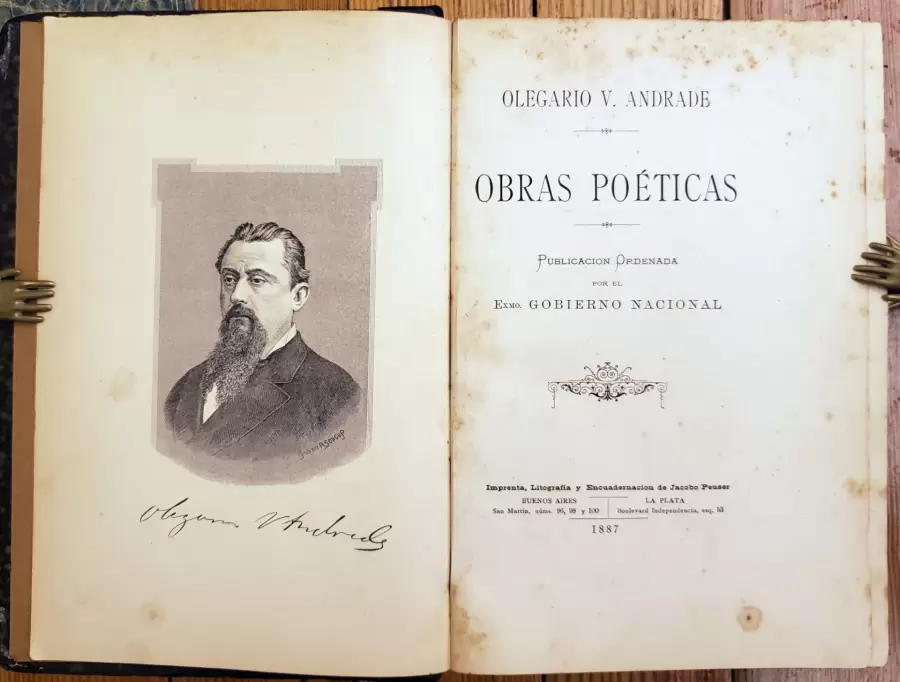 Olegario V Andrade
OLEGARIO V. ANDRADE
OBRAS POÉTICAS
PUBLICACION ORDENADA
POR EL
EXMO. GOBIERNO NACIONAL
Imprenta, Litografía y Encuadernacion de Jacobo Peuser
BUENOS AIRES
San Martin, núms. 96, 98 y 100
LA PLATA
Boulevard Independencia, esq. 53
1887